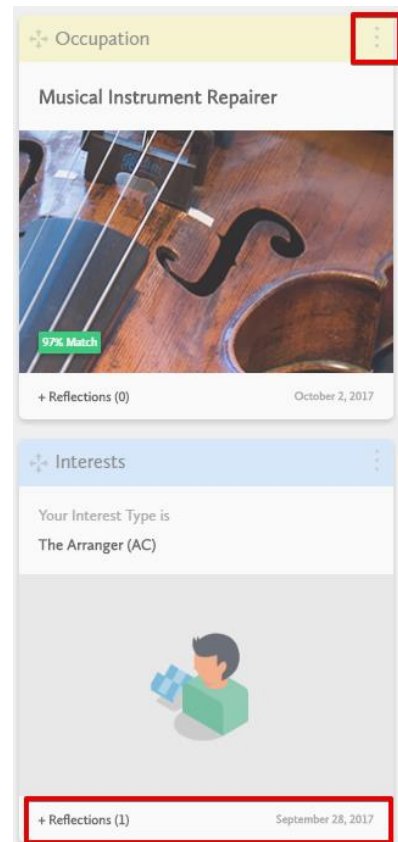 Occupation
Musical Instrument Repairer
97% Match
+ Reflections (0) October 2, 2017
Interests
Your Interest Type is
The Arranger (AC)
+ Reflections (1) September 28, 2017